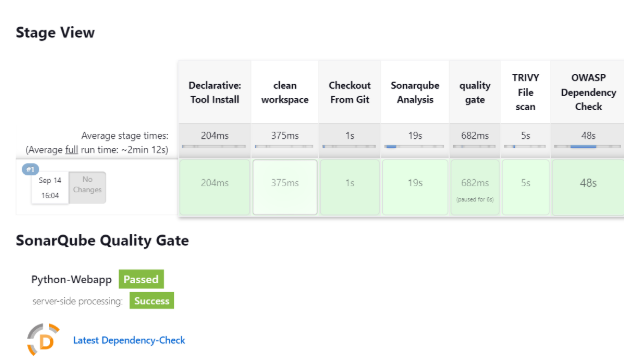 Stage View
Declarative: Tool Install
clean workspace
Checkout From Git
Sonarqube Analysis
quality gate
TRIVY File scan
OWASP Dependency Check
Average stage times:
(Average full run time: ~2min 12s)
204ms
375ms
1s
19s
682ms
5s
48s
#1
Sep 14
16:04
No Changes
204ms
375ms
1s
19s
682ms
(paused for 6s)
5s
48s
SonarQube Quality Gate
Python-Webapp Passed
server-side processing: Success
D
Latest Dependency-Check